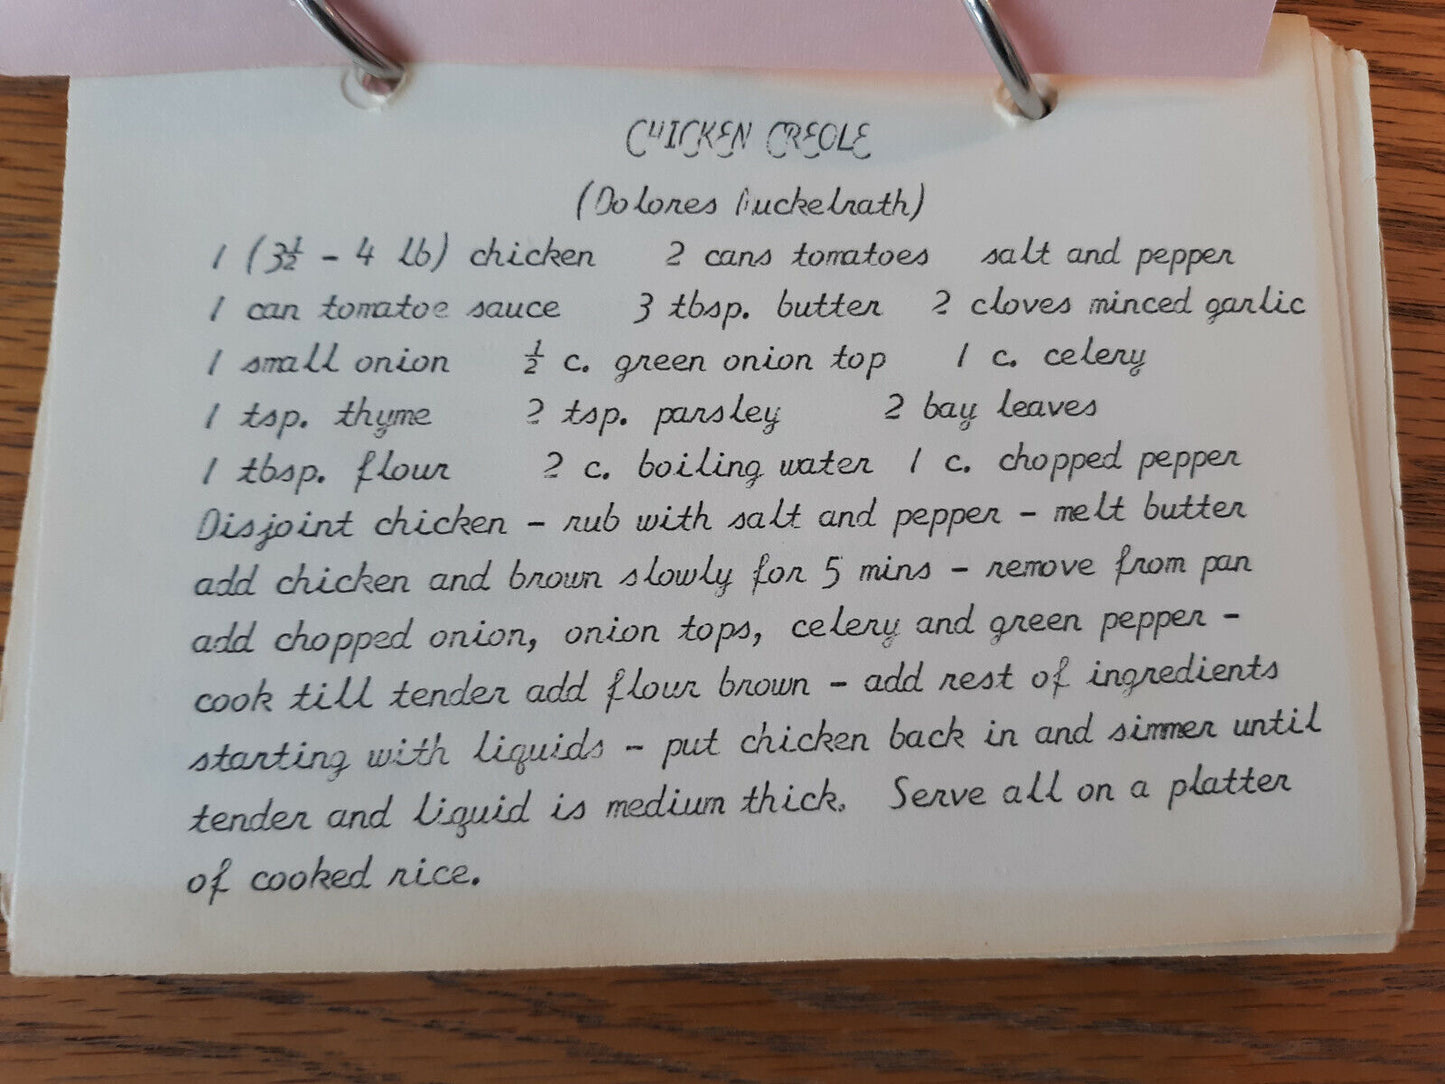 CHICKEN CREOLE
(Dolores
1 (3½ - 4 lb) chicken 2 cans tomatoes salt and pepper
1 can tomatoe sauce 3 tbsp. butter 2 cloves minced garlic
1 small onion ½ c. green onion top 1 c. celery
1 tsp. thyme 2 tsp. parsley 2 bay leaves
1 tbsp. flour 2 c. boiling water 1 c. chopped pepper
Disjoint chicken - rub with salt and pepper - melt butter
add chicken and brown slowly for 5 mins - remove from pan
add chopped onion, onion tops, celery and green pepper -
cook till tender add flour brown - add rest of ingredients
starting with liquids - put chicken back in and simmer until
tender and liquid is medium thick. Serve all on a platter
of cooked rice.